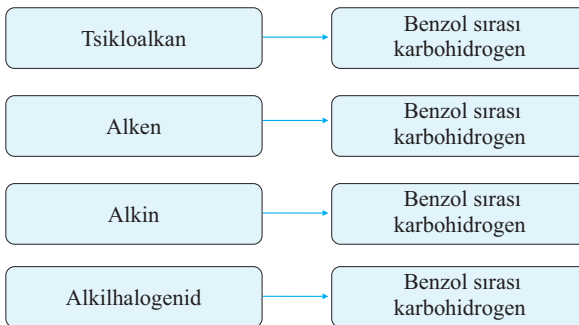 Tsikloalkan
Benzol sırası
karbohidrogen
Alken
Benzol sırası
karbohidrogen
Alkin
Benzol sırası
karbohidrogen
Alkilhalogenid
Benzol sırası
karbohidrogen